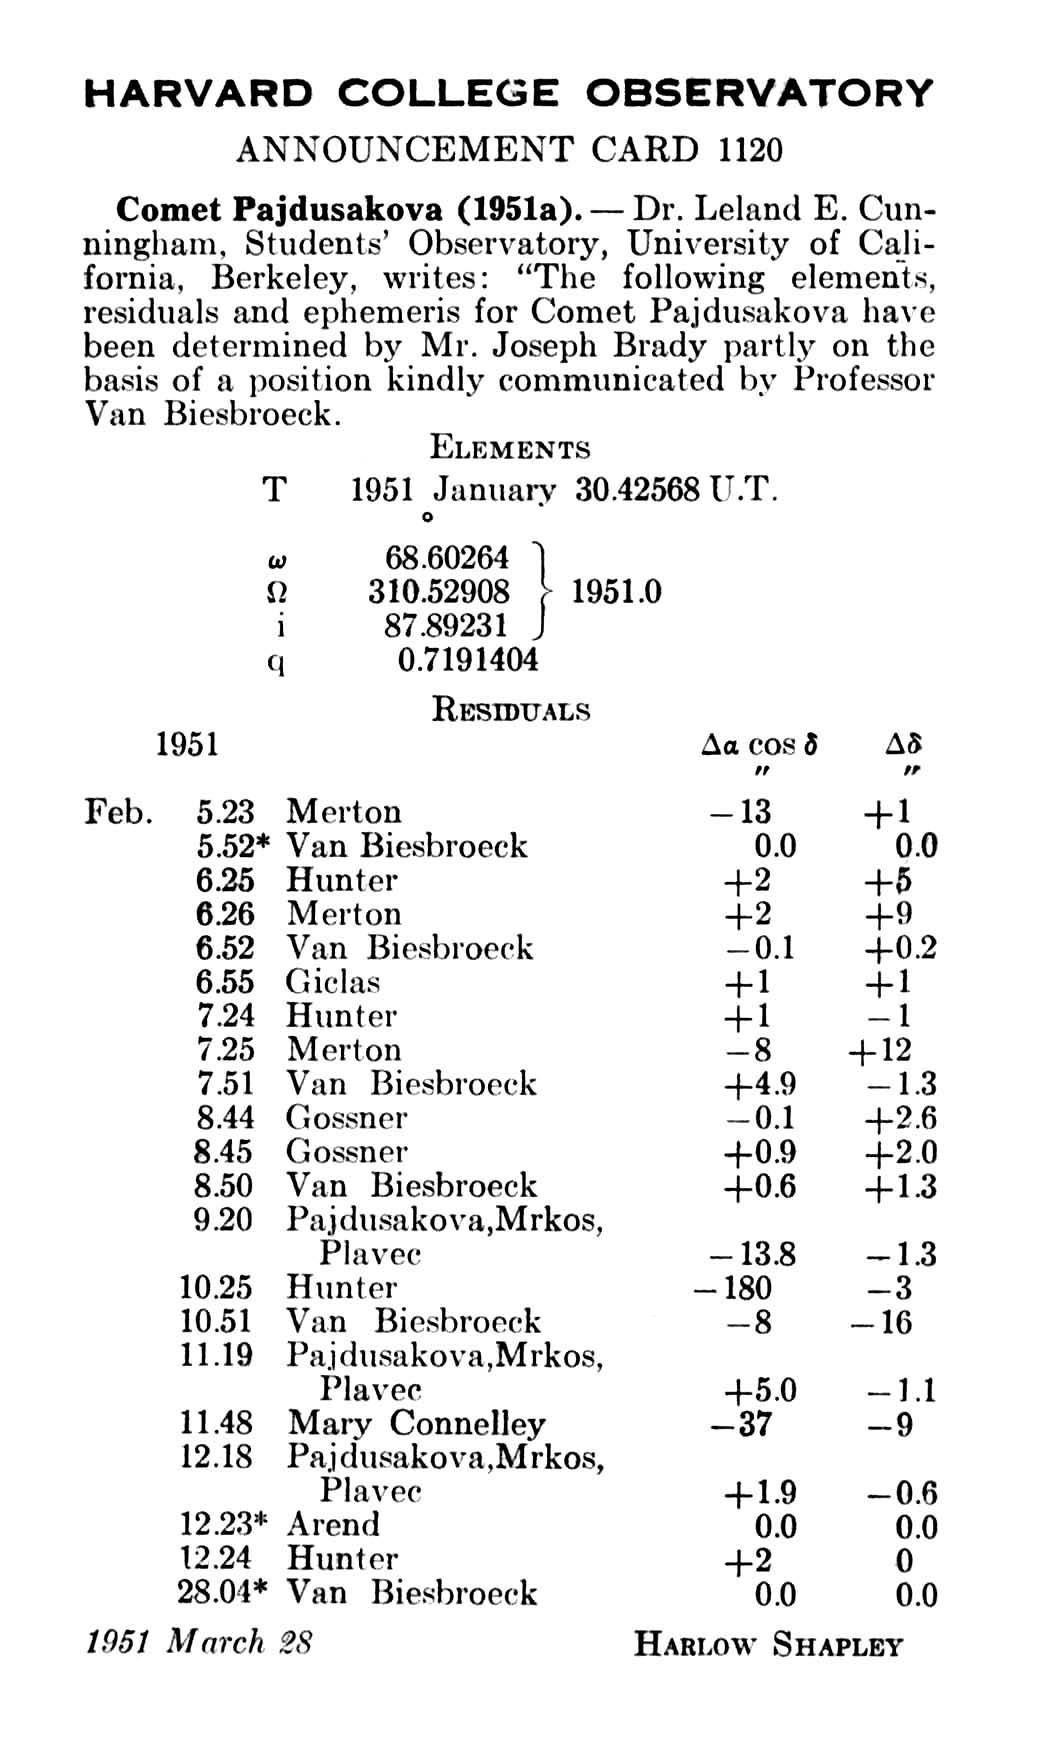 HARVARD COLLEGE OBSERVATORY
ANNOUNCEMENT CARD 1120
Comet Pajdusakova (1951a). — Dr. Leland E. Cun-
ningham, Students' Observatory, University of Cali-
fornia, Berkeley, writes: "The following elements,
residuals and ephemeris for Comet Pajdusakova have
been determined by Mr. Joseph Brady partly on the
basis of a position kindly communicated by Professor
Van Biesbroeck.
ELEMENTS
T 1951 January 30.42568 U.T.
°
ω 68.60264
Ω 310.52908 } 1951.0
i 87.89231
q 0.7191404
RESIDUALS
1951 Δα cos δ Δδ
" "
Feb. 5.23 Merton −13 +1
5.52* Van Biesbroeck 0.0 0.0
6.25 Hunter +2 +5
6.26 Merton +2 +9
6.52 Van Biesbroeck −0.1 +0.2
6.55 Giclas +1 +1
7.24 Hunter +1 −1
7.25 Merton −8 +12
7.51 Van Biesbroeck +4.9 −1.3
8.44 Gossner −0.1 +2.6
8.45 Gossner +0.9 +2.0
8.50 Van Biesbroeck +0.6 +1.3
9.20 Pajdusakova,Mrkos,
Plavec −13.8 −1.3
10.25 Hunter −180 −3
10.51 Van Biesbroeck −8 −16
11.19 Pajdusakova,Mrkos,
Plavec +5.0 −1.1
11.48 Mary Connelley −37 −9
12.18 Pajdusakova,Mrkos,
Plavec +1.9 −0.6
12.23* Arend 0.0 0.0
12.24 Hunter +2 0
28.04* Van Biesbroeck 0.0 0.0
1951 March 28 HARLOW SHAPLEY